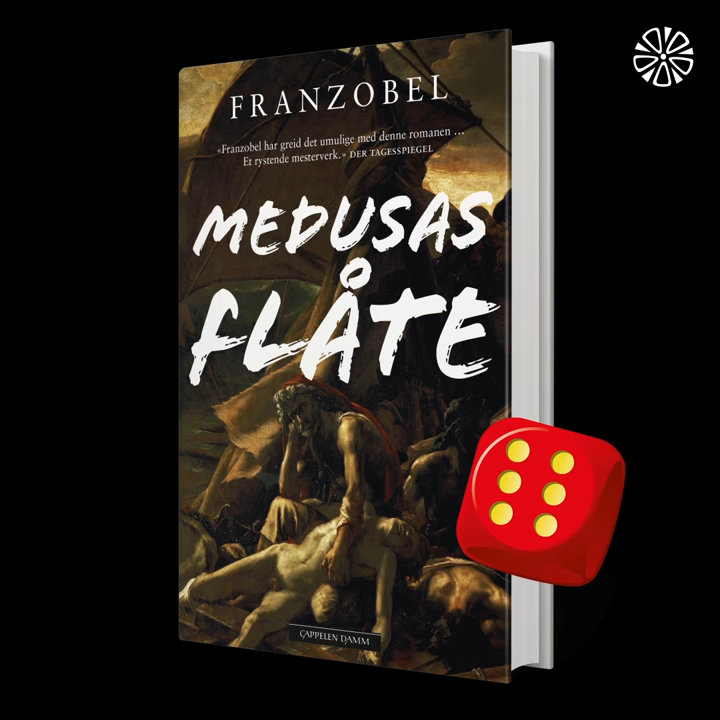 FRANZOBEL
«Franzobel har greid det umulige med denne romanen ...
Et rystende mesterverk.» DER TAGESSPIEGEL
MEDUSAS
FLÅTE
CAPPELEN DAMM